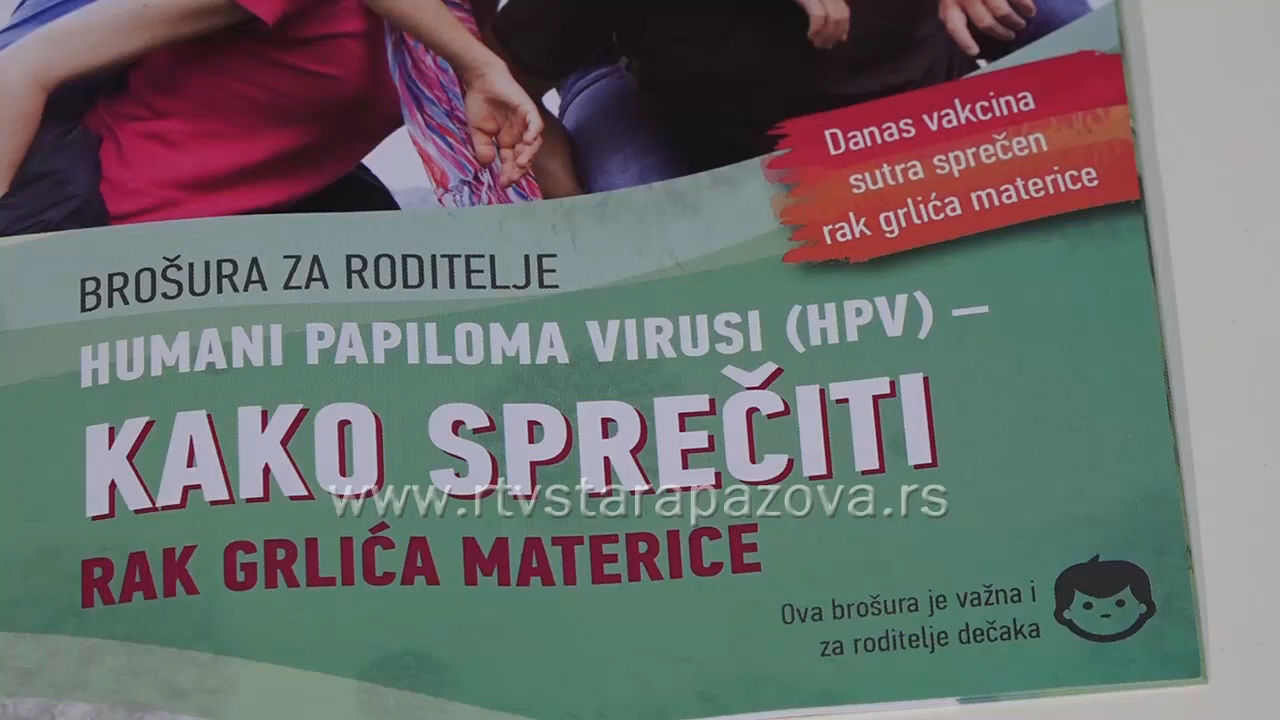 Danas vakcina
sutra sprečen
rak grlića materice
BROŠURA ZA RODITELJE
HUMANI PAPILOMA VIRUSI (HPV) –
KAKO SPREČITI
www.rtvstarapazova.rs
RAK GRLIĆA MATERICE
Ova brošura je važna i
za roditelje dečaka